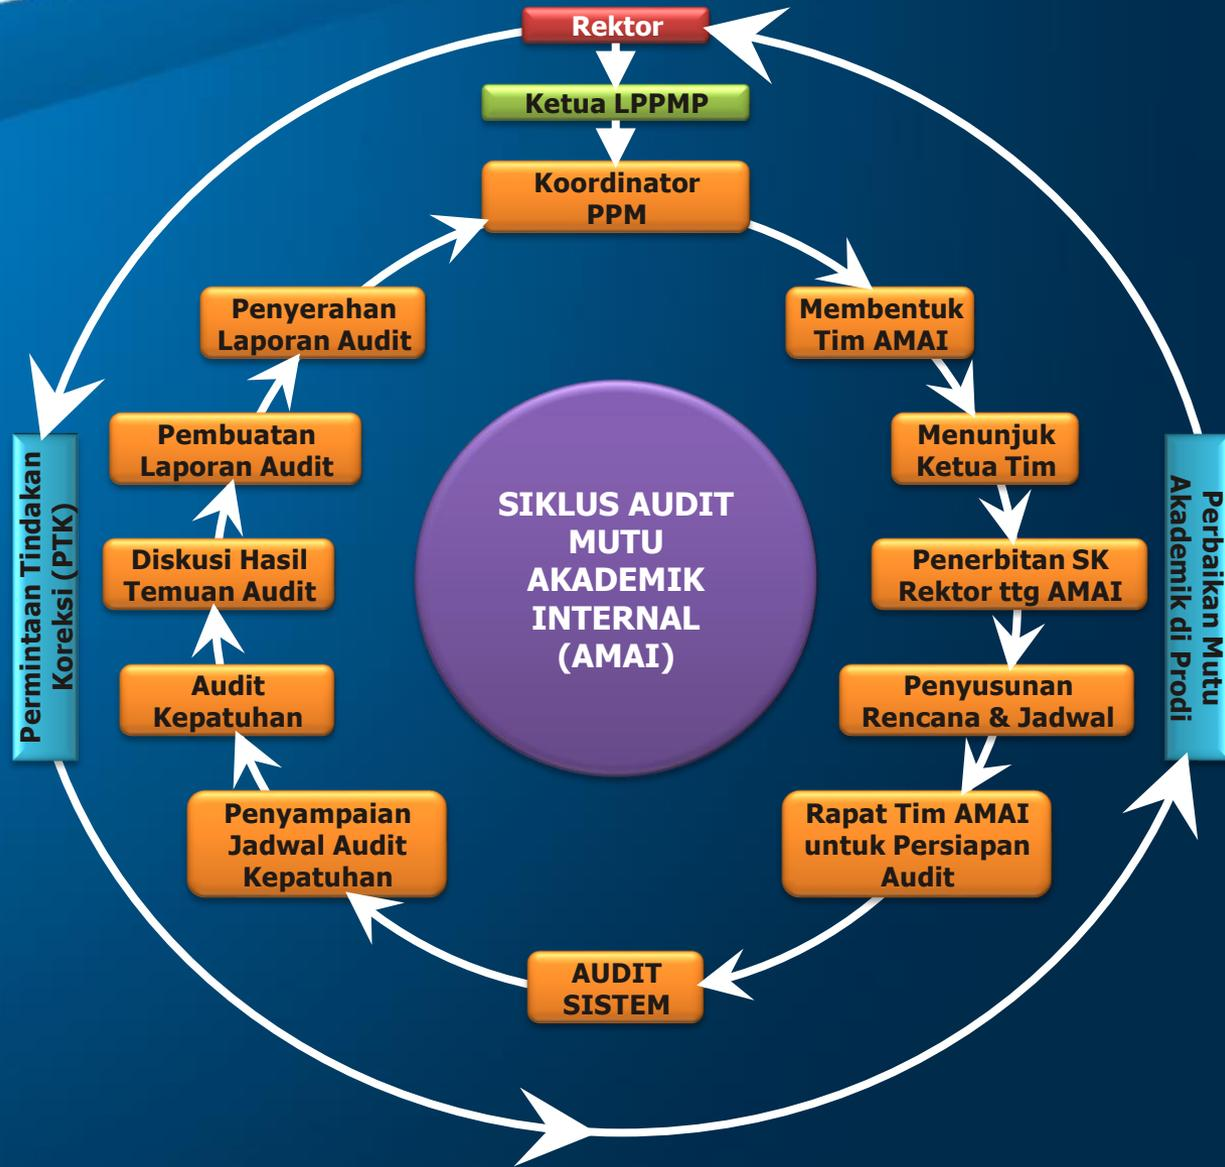 Rektor
Ketua LPPMP
Koordinator
PPM
Membentuk
Tim AMAI
Menunjuk
Ketua Tim
Penerbitan SK
Rektor ttg AMAI
Penyusunan
Rencana & Jadwal
Rapat Tim AMAI
untuk Persiapan
Audit
AUDIT
SISTEM
Penyampaian
Jadwal Audit
Kepatuhan
Audit
Kepatuhan
Diskusi Hasil
Temuan Audit
Pembuatan
Laporan Audit
Penyerahan
Laporan Audit
SIKLUS AUDIT
MUTU
AKADEMIK
INTERNAL
(AMAI)
Permintaan Tindakan
Koreksi (PTK)
Perbaikan Mutu
Akademik di Prodi